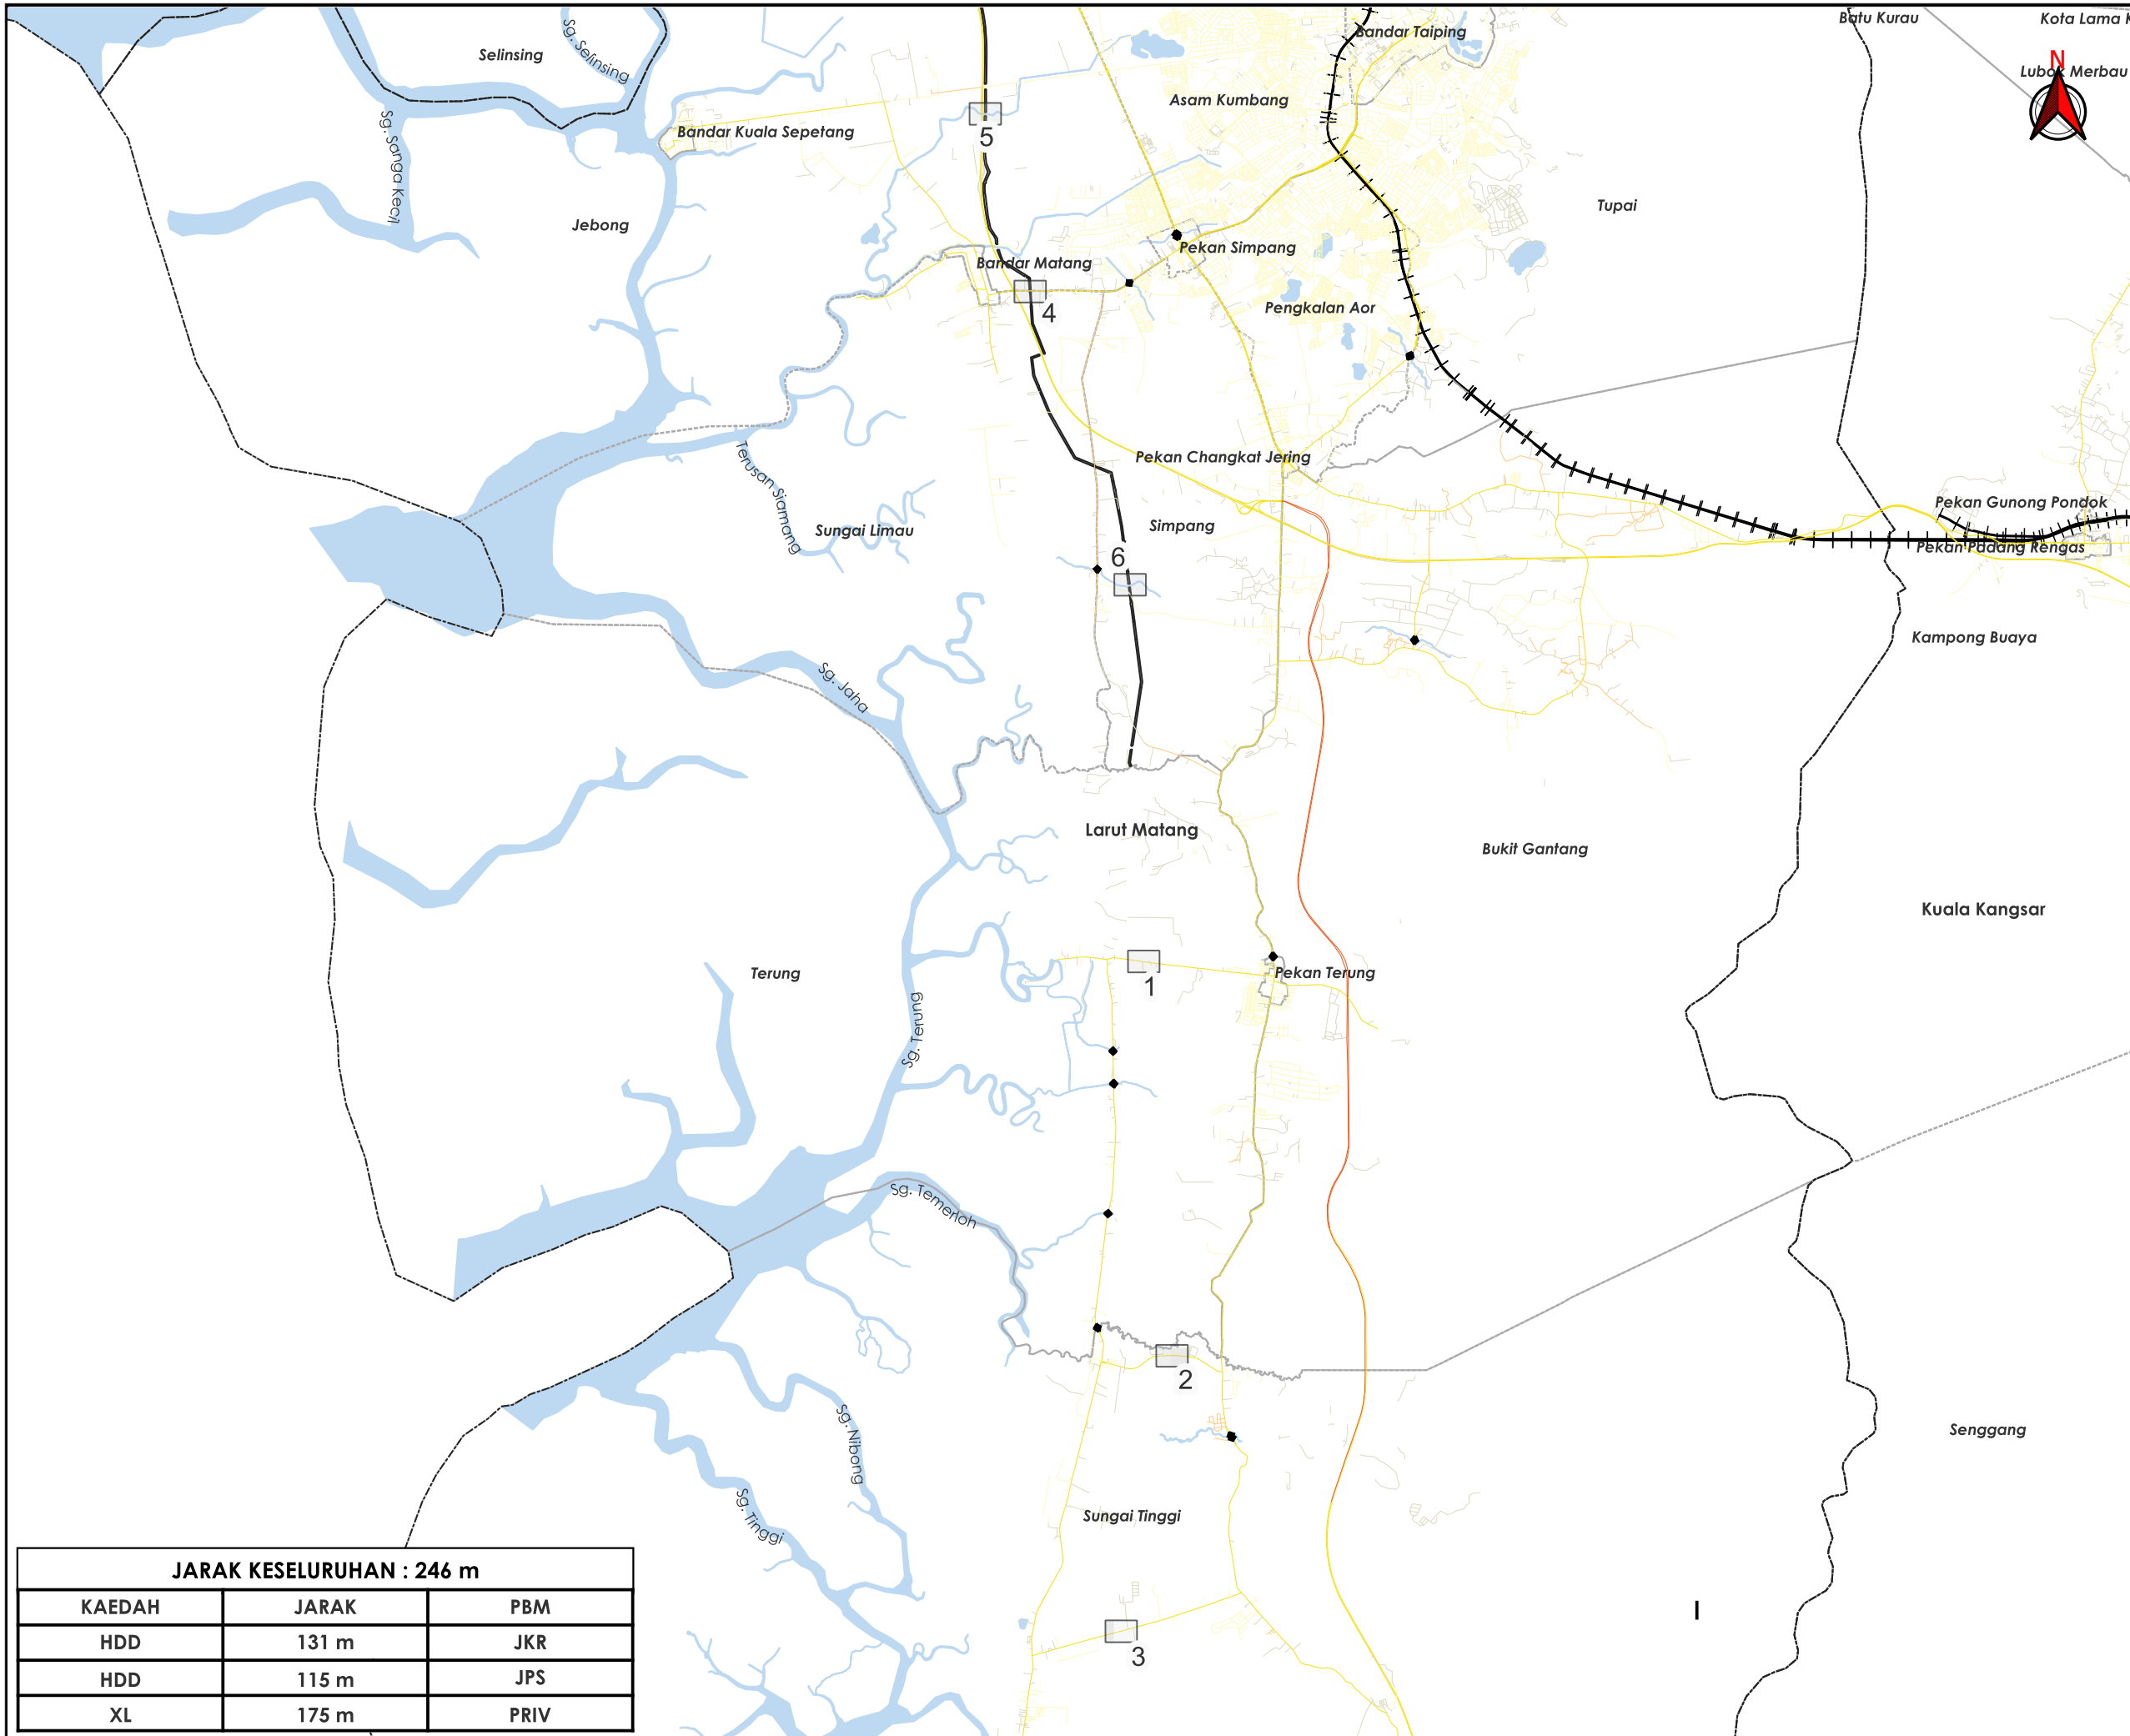 Batu Kurau
Kota Lama K
Selinsing
Sg. Selinsing
Bandar Taiping
N
Lubok Merbau
Asam Kumbang
Bandar Kuala Sepetang
5
Sg. Sanga Kecil
Tupai
Jebong
Pekan Simpang
Bandar Matang
4
Pengkalan Aor
Pekan Changkat Jering
Terusan Siamang
Sungai Limau
Simpang
Pekan Gunong Pondok
Pekan Padang Rengas
6
Kampong Buaya
Sg. Jaha
Larut Matang
Bukit Gantang
Kuala Kangsar
Terung
1
Pekan Terung
Sg. Terung
Sg. Temerloh
2
Sg. Nibong
Senggang
Sg. Tinggi
Sungai Tinggi
3
JARAK KESELURUHAN : 246 m
KAEDAH JARAK PBM
HDD 131 m JKR
HDD 115 m JPS
XL 175 m PRIV